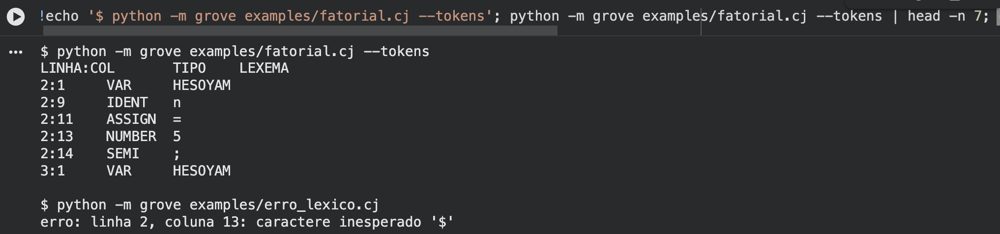 !echo '$ python -m grove examples/fatorial.cj --tokens'; python -m grove examples/fatorial.cj --tokens | head -n 7;
$ python -m grove examples/fatorial.cj --tokens
LINHA:COL TIPO LEXEMA
2:1 VAR HESOYAM
2:9 IDENT n
2:11 ASSIGN =
2:13 NUMBER 5
2:14 SEMI ;
3:1 VAR HESOYAM
$ python -m grove examples/erro_lexico.cj
erro: linha 2, coluna 13: caractere inesperado '$'